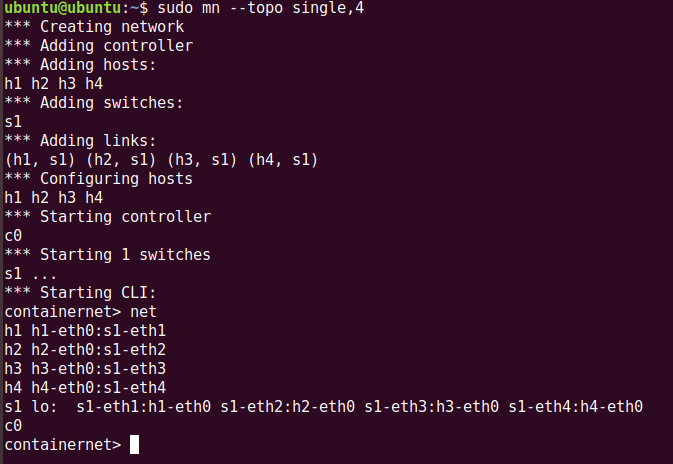 ubuntu@ubuntu:~$ sudo mn --topo single,4
*** Creating network
*** Adding controller
*** Adding hosts:
h1 h2 h3 h4
*** Adding switches:
s1
*** Adding links:
(h1, s1) (h2, s1) (h3, s1) (h4, s1)
*** Configuring hosts
h1 h2 h3 h4
*** Starting controller
c0
*** Starting 1 switches
s1 ...
*** Starting CLI:
containernet> net
h1 h1-eth0:s1-eth1
h2 h2-eth0:s1-eth2
h3 h3-eth0:s1-eth3
h4 h4-eth0:s1-eth4
s1 lo:  s1-eth1:h1-eth0 s1-eth2:h2-eth0 s1-eth3:h3-eth0 s1-eth4:h4-eth0
c0
containernet>